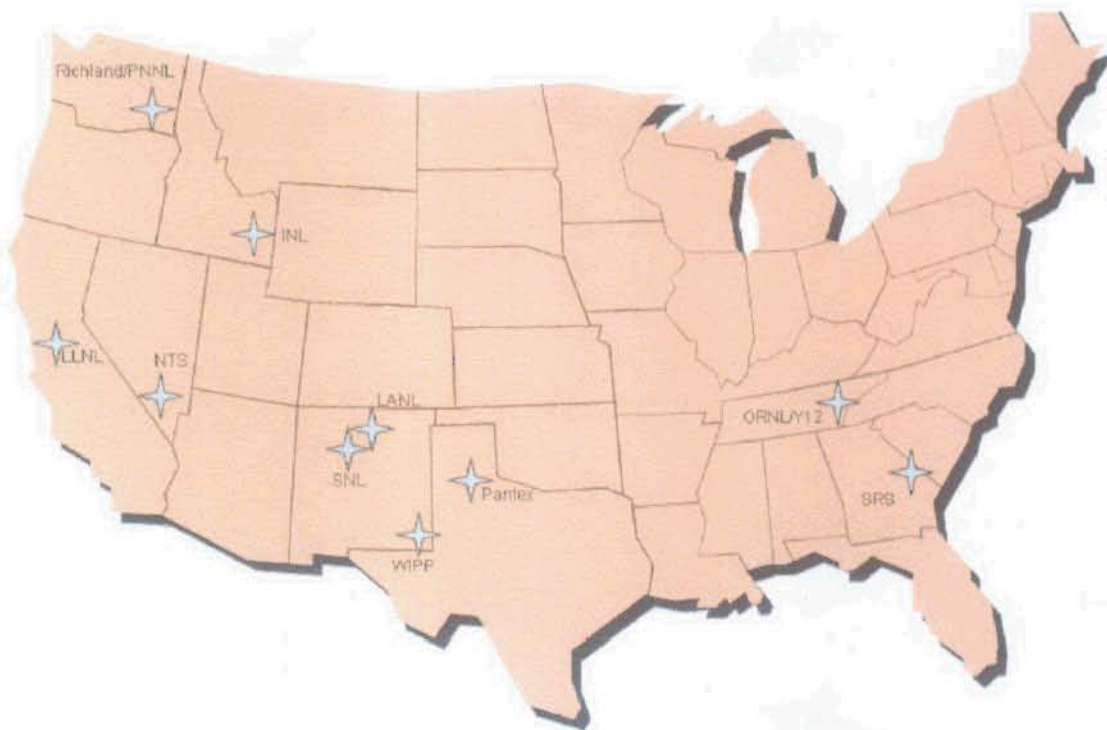 Richland/PNNL
INL
LLNL
NTS
LANL
ORNL/Y12
SNL
Pantex
SRS
WIPP